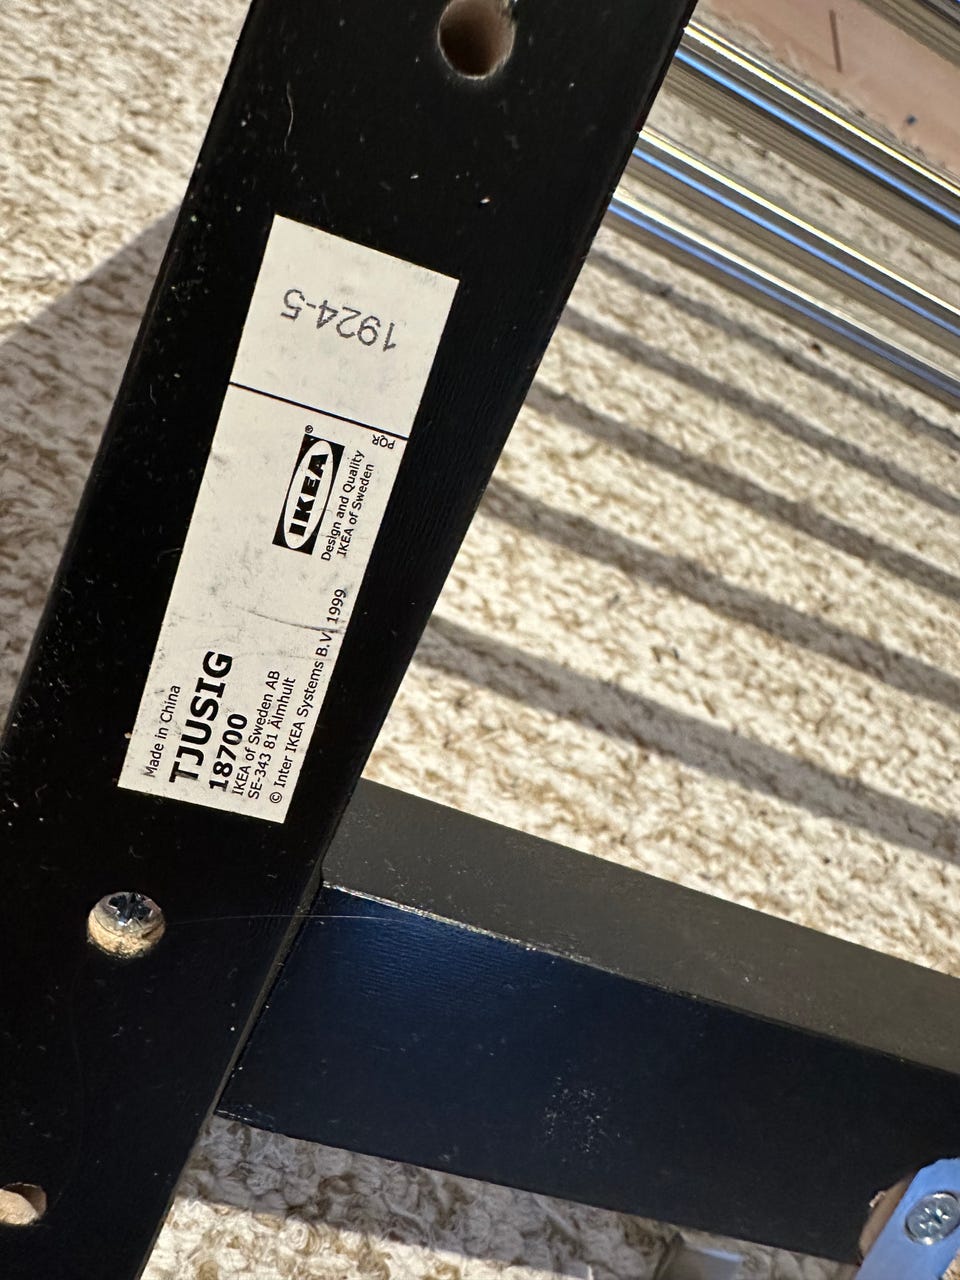 Made in China
TJUSIG
18700
IKEA of Sweden AB
SE-343 81 Älmhult
© Inter IKEA Systems B.V. 1999
IKEA®
Design and Quality
IKEA of Sweden
PQR
1924-5